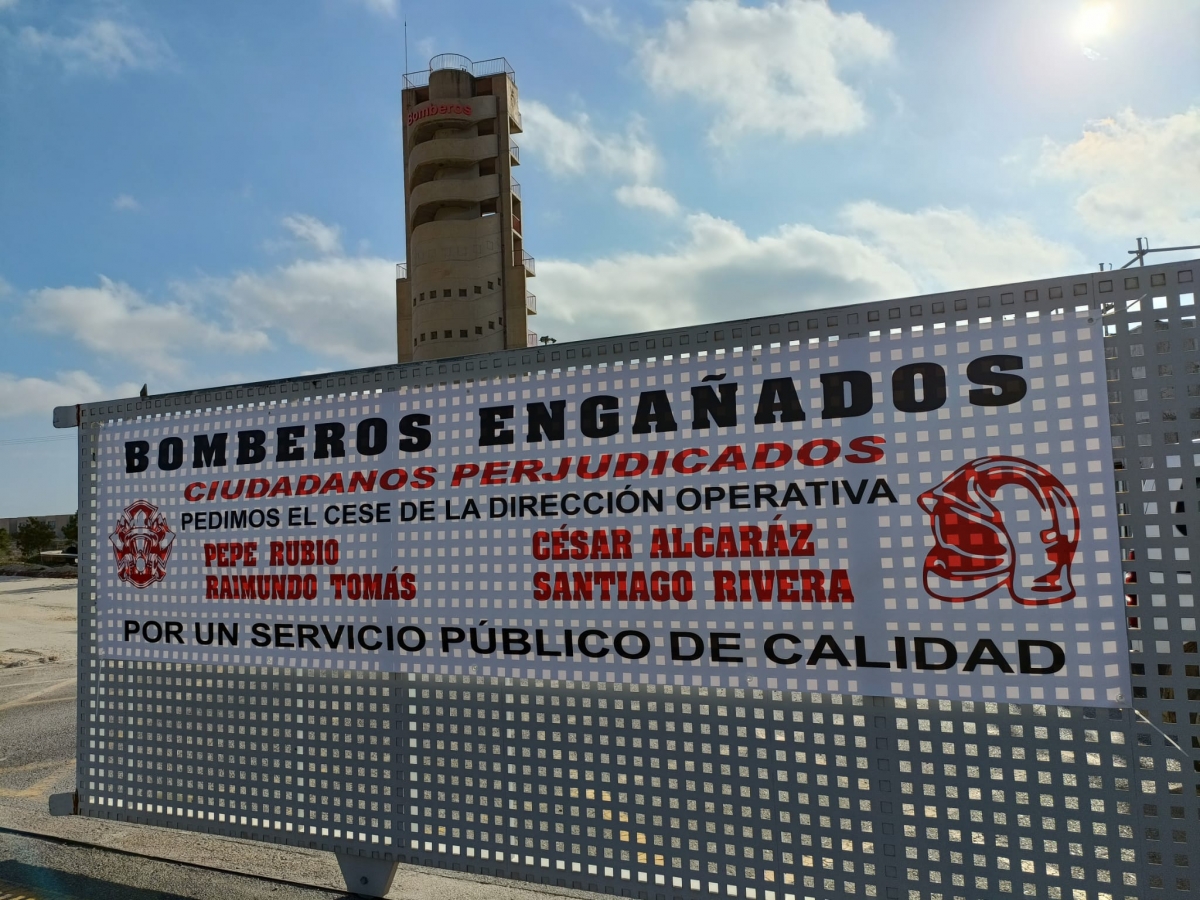 Bomberos
BOMBEROS ENGAÑADOS
CIUDADANOS PERJUDICADOS
PEDIMOS EL CESE DE LA DIRECCIÓN OPERATIVA
PEPE RUBIO CÉSAR ALCARÁZ
RAIMUNDO TOMÁS SANTIAGO RIVERA
POR UN SERVICIO PÚBLICO DE CALIDAD